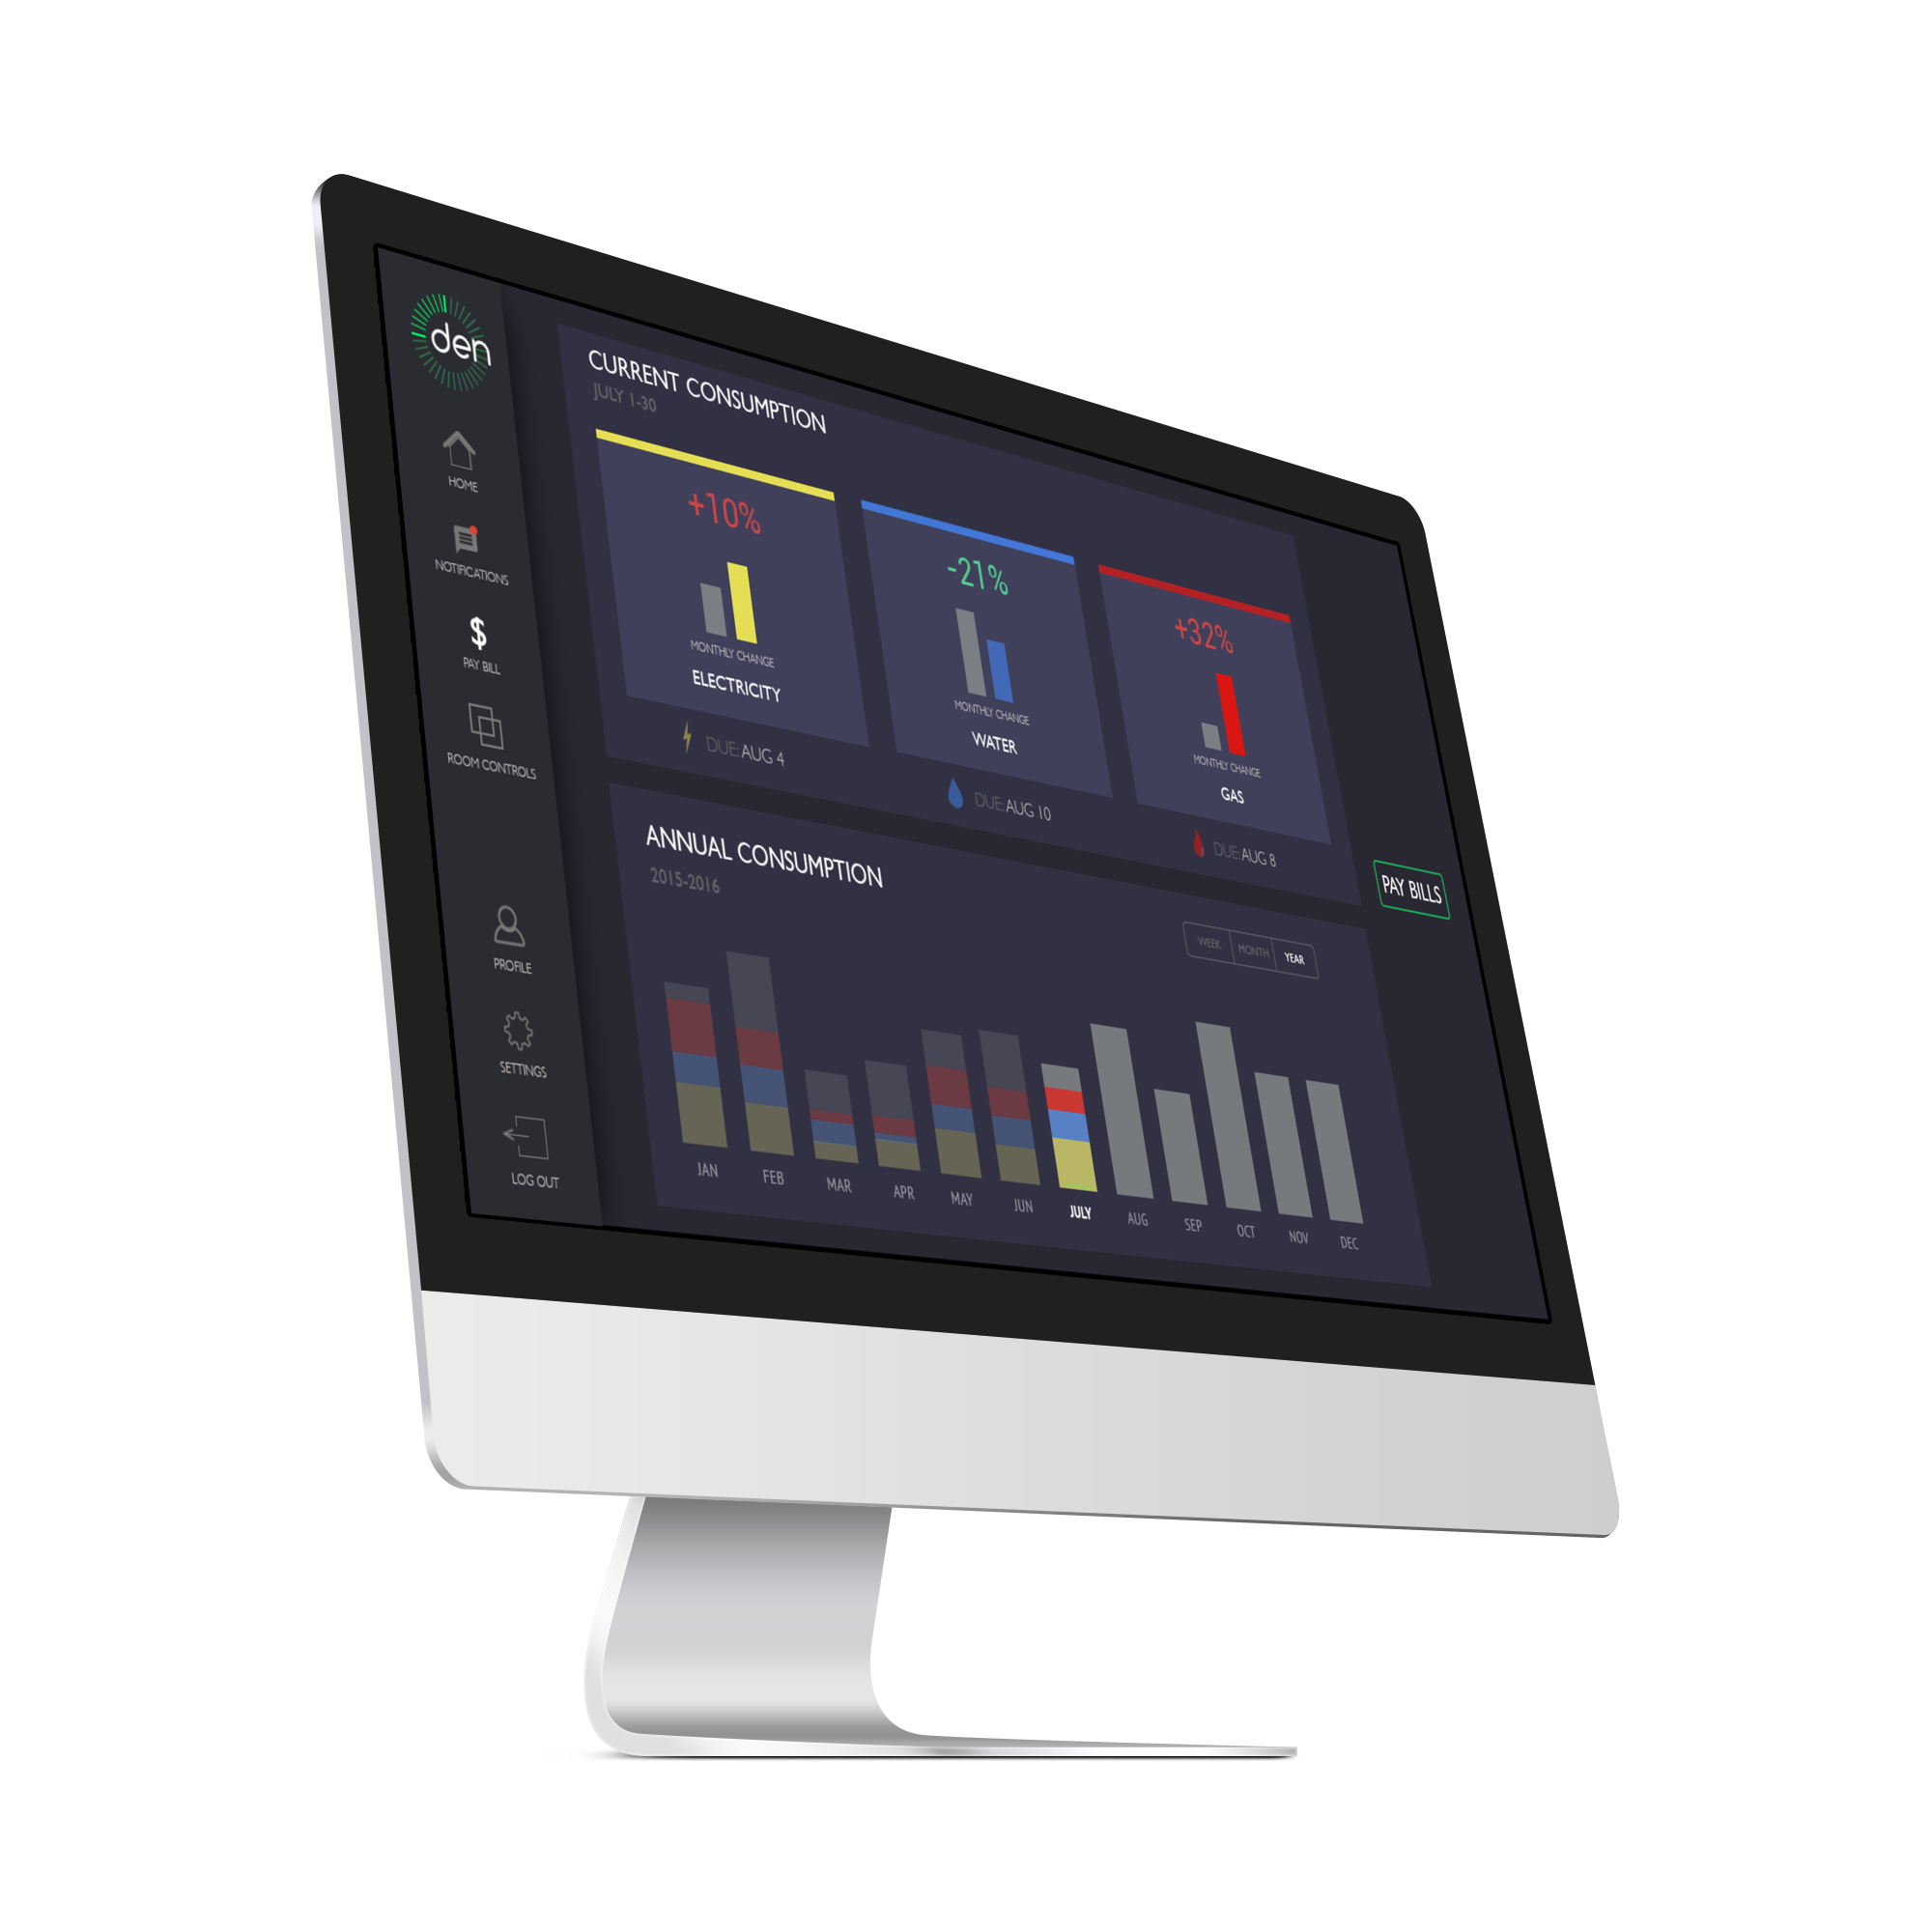 den
HOME
NOTIFICATIONS
$
PAY BILL
ROOM CONTROLS
PROFILE
SETTINGS
LOG OUT
CURRENT CONSUMPTION
JULY 1-30
+10%
MONTHLY CHANGE
ELECTRICITY
DUE: AUG 4
-21%
MONTHLY CHANGE
WATER
DUE: AUG 10
+32%
MONTHLY CHANGE
GAS
DUE: AUG 8
PAY BILLS
ANNUAL CONSUMPTION
2015-2016
WEEK MONTH YEAR
JAN FEB MAR APR MAY JUN JULY AUG SEP OCT NOV DEC